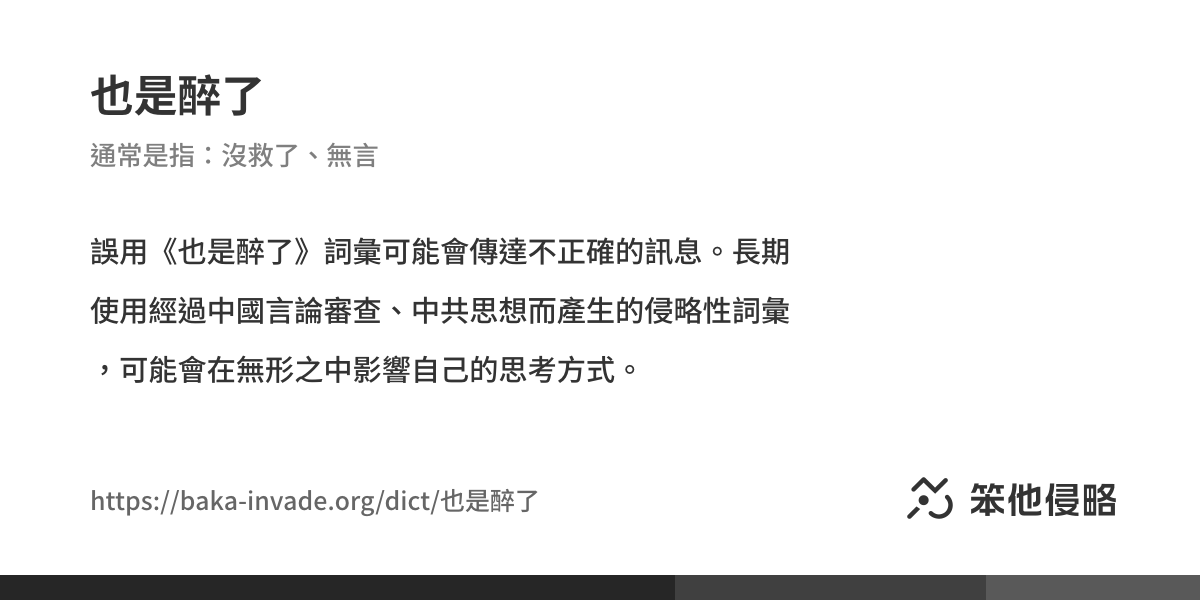 也是醉了
通常是指：沒救了、無言
誤用《也是醉了》詞彙可能會傳達不正確的訊息。長期
使用經過中國言論審查、中共思想而產生的侵略性詞彙
，可能會在無形之中影響自己的思考方式。
https://baka-invade.org/dict/也是醉了
笨他侵略